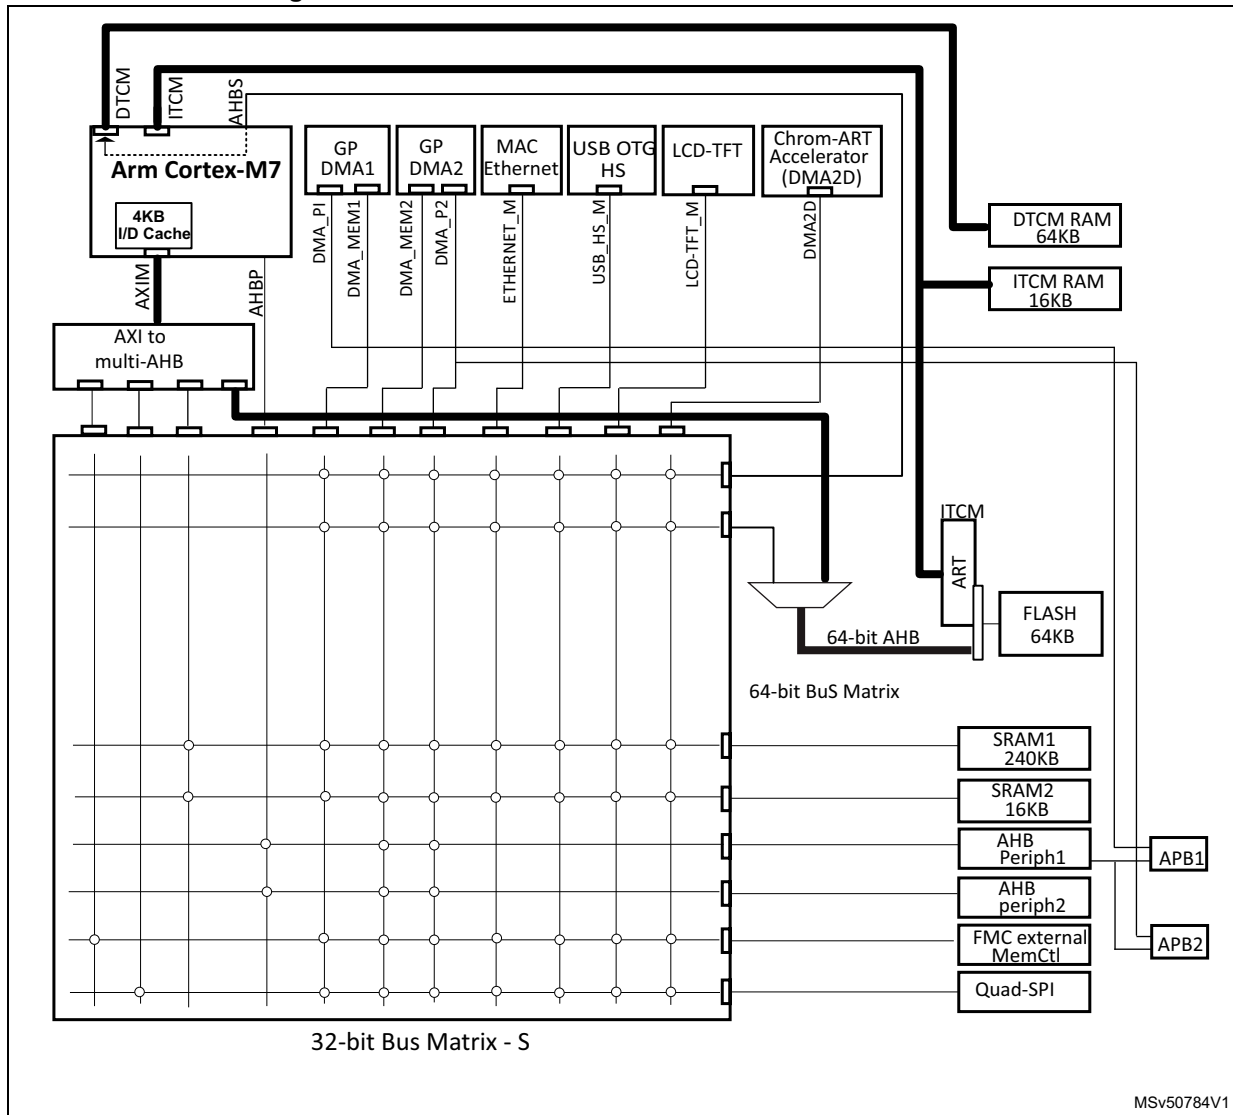 DTCM
ITCM
AHBS
Arm Cortex-M7
4KB
I/D Cache
AXIM
AHBP
GP
DMA1
GP
DMA2
MAC
Ethernet
USB OTG
HS
LCD-TFT
Chrom-ART
Accelerator
(DMA2D)
DMA_PI
DMA_MEM1
DMA_MEM2
DMA_P2
ETHERNET_M
USB_HS_M
LCD-TFT_M
DMA2D
DTCM RAM
64KB
ITCM RAM
16KB
AXI to
multi-AHB
ITCM
ART
FLASH
64KB
64-bit AHB
64-bit BuS Matrix
SRAM1
240KB
SRAM2
16KB
AHB
Periph1
APB1
AHB
periph2
FMC external
MemCtl
APB2
Quad-SPI
32-bit Bus Matrix - S
MSv50784V1